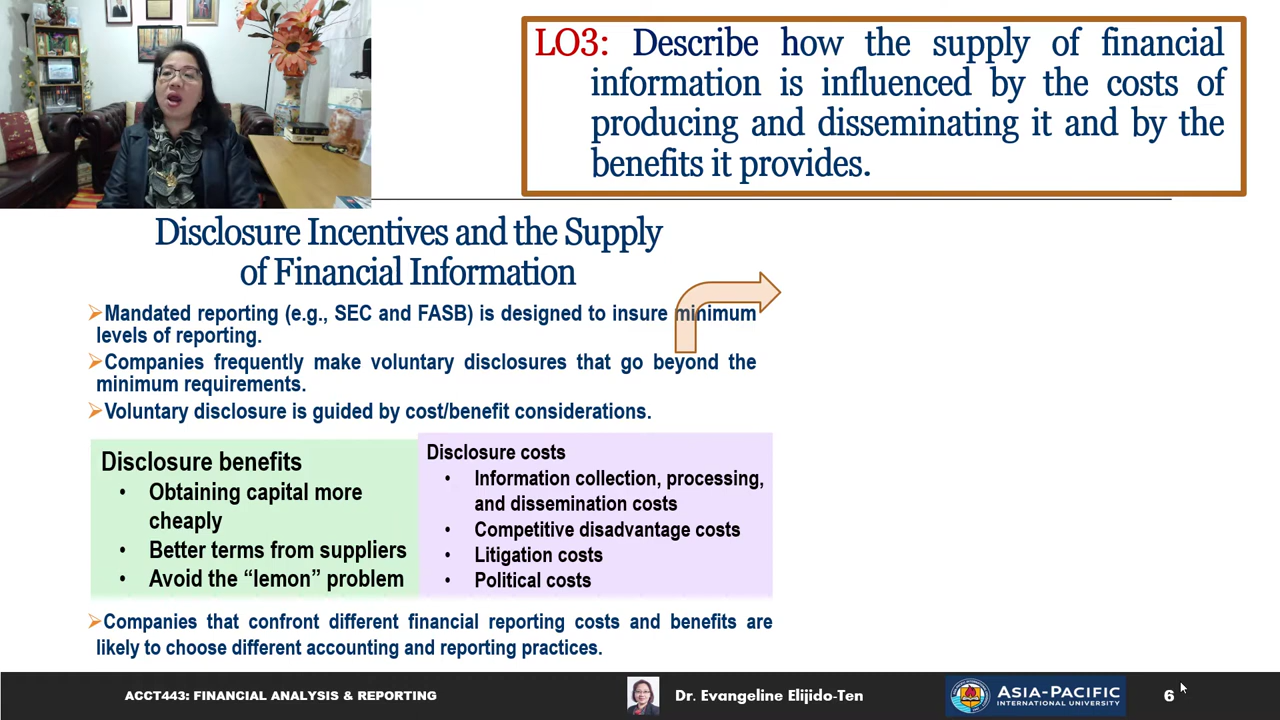 LO3: Describe how the supply of financial
information is influenced by the costs of
producing and disseminating it and by the
benefits it provides.
Disclosure Incentives and the Supply
of Financial Information
Mandated reporting (e.g., SEC and FASB) is designed to insure minimum
levels of reporting.
Companies frequently make voluntary disclosures that go beyond the
minimum requirements.
Voluntary disclosure is guided by cost/benefit considerations.
Disclosure benefits
• Obtaining capital more
cheaply
• Better terms from suppliers
• Avoid the “lemon” problem
Disclosure costs
• Information collection, processing,
and dissemination costs
• Competitive disadvantage costs
• Litigation costs
• Political costs
Companies that confront different financial reporting costs and benefits are
likely to choose different accounting and reporting practices.
ACCT443: FINANCIAL ANALYSIS & REPORTING
Dr. Evangeline Elijido-Ten
ASIA-PACIFIC
INTERNATIONAL UNIVERSITY
6